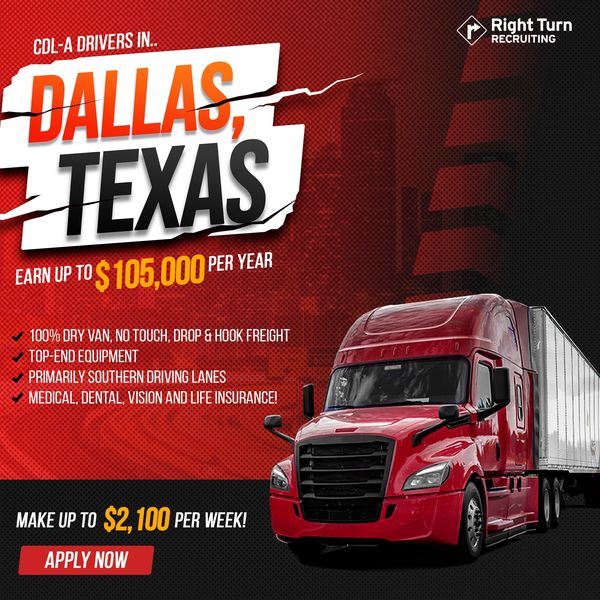 CDL-A DRIVERS IN..
Right Turn
RECRUITING
DALLAS,
TEXAS
EARN UP TO $105,000 PER YEAR
100% DRY VAN, NO TOUCH, DROP & HOOK FREIGHT
TOP-END EQUIPMENT
PRIMARILY SOUTHERN DRIVING LANES
MEDICAL, DENTAL, VISION AND LIFE INSURANCE!
MAKE UP TO $2,100 PER WEEK!
APPLY NOW